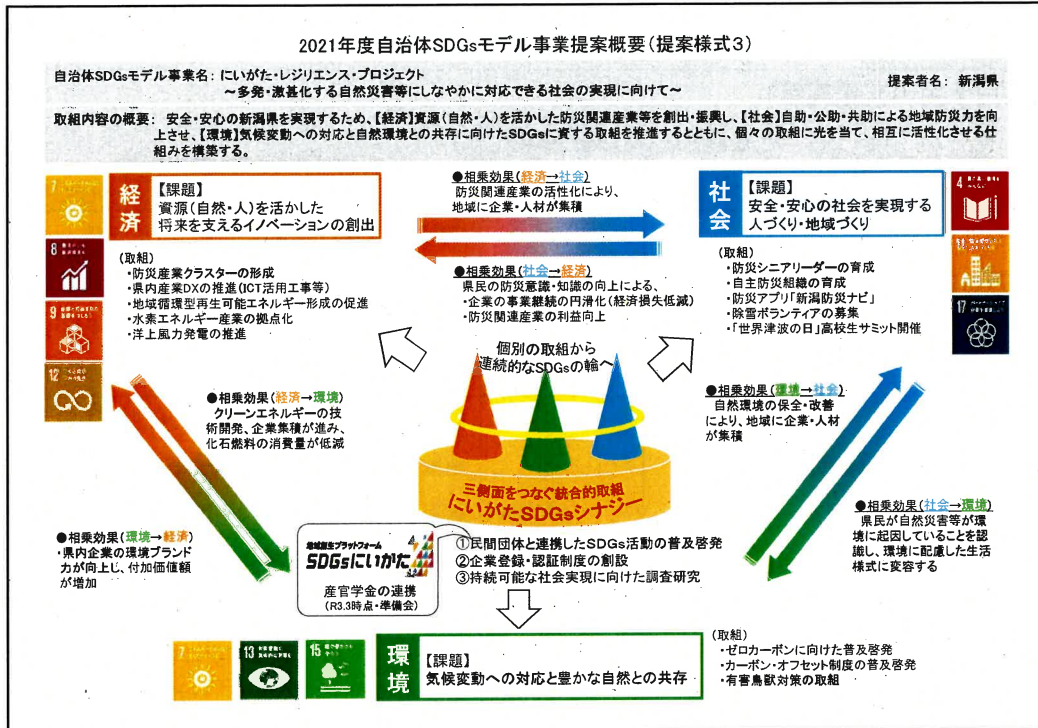 2021年度自治体SDGsモデル事業提案概要(提案様式3)
自治体SDGsモデル事業名：にいがた・レジリエンス・プロジェクト
～多発・激甚化する自然災害等にしなやかに対応できる社会の実現に向けて～
提案者名： 新潟県
取組内容の概要： 安全・安心の新潟県を実現するため、【経済】資源(自然・人)を活かした防災関連産業等を創出・振興し、【社会】自助・公助・共助による地域防災力を向
上させ、【環境】気候変動への対応と自然環境との共存に向けたSDGsに資する取組を推進するとともに、個々の取組に光を当て、相互に活性化させる仕
組みを構築する。
7
8
9
12
経済
【課題】
資源(自然・人)を活かした
将来を支えるイノベーションの創出
(取組)
・防災産業クラスターの形成
・県内産業DXの推進(ICT活用工事等)
・地域循環型再生可能エネルギー形成の促進
・水素エネルギー産業の拠点化
・洋上風力発電の推進
●相乗効果(経済→社会)
防災関連産業の活性化により、
地域に企業・人材が集積
●相乗効果(社会→経済)
県民の防災意識・知識の向上による、
・企業の事業継続の円滑化(経済損失低減)
・防災関連産業の利益向上
社会
【課題】
安全・安心の社会を実現する
人づくり・地域づくり
(取組)
・防災シニアリーダーの育成
・自主防災組織の育成
・防災アプリ「新潟防災ナビ」
・除雪ボランティアの募集
・「世界津波の日」高校生サミット開催
4
17
個別の取組から
連続的なSDGsの輪へ
三側面をつなぐ統合的取組
にいがたSDGsシナジー
●相乗効果(経済→環境)
クリーンエネルギーの技
術開発、企業集積が進み、
化石燃料の消費量が低減
●相乗効果(環境→社会)
自然環境の保全・改善
により、地域に企業・人材
が集積
●相乗効果(環境→経済)
・県内企業の環境ブランド
力が向上し、付加価値額
が増加
●相乗効果(社会→環境)
県民が自然災害等が環
境に起因していることを認
識し、環境に配慮した生活
様式に変容する
地域創生プラットフォーム
SDGsにいがた
産官学金の連携
(R3.3時点・準備会)
①民間団体と連携したSDGs活動の普及啓発
②企業登録・認証制度の創設
③持続可能な社会実現に向けた調査研究
7
13
15
環境
【課題】
気候変動への対応と豊かな自然との共存
(取組)
・ゼロカーボンに向けた普及啓発
・カーボン・オフセット制度の普及啓発
・有害鳥獣対策の取組